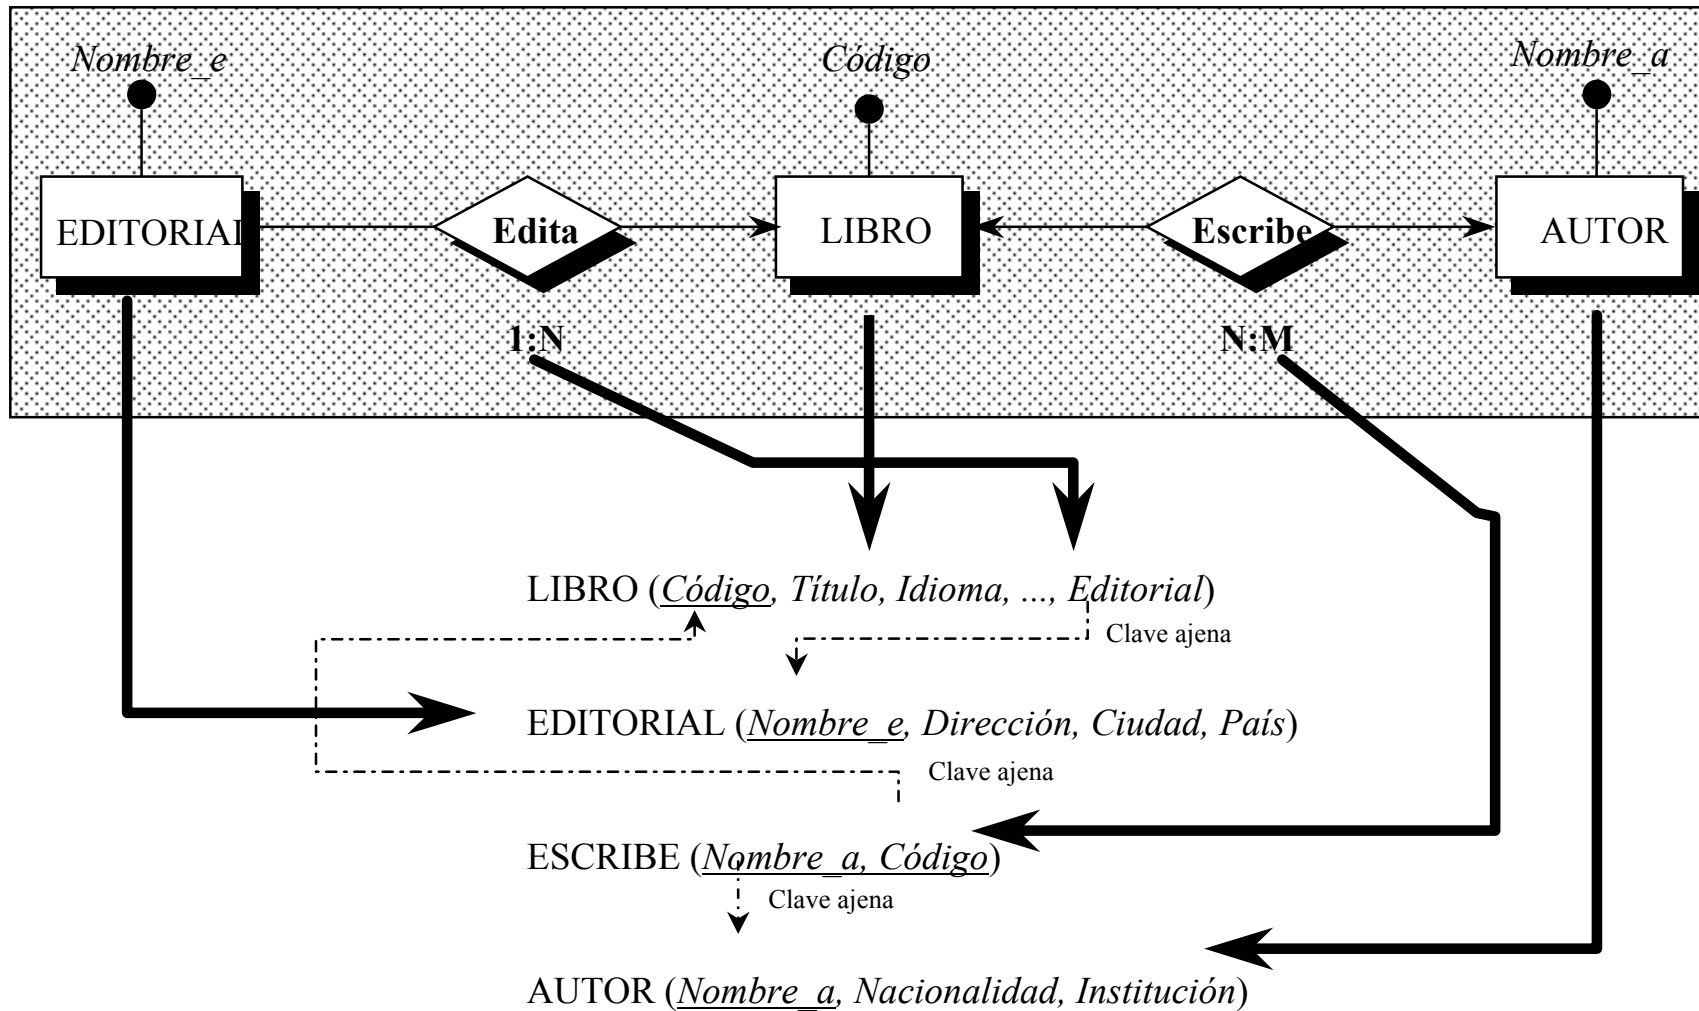 Nombre_e
Código
Nombre_a
EDITORIAL
Edita
LIBRO
Escribe
AUTOR
1:N
N:M
LIBRO (Código, Título, Idioma, ..., Editorial)
Clave ajena
EDITORIAL (Nombre_e, Dirección, Ciudad, País)
Clave ajena
ESCRIBE (Nombre_a, Código)
Clave ajena
AUTOR (Nombre_a, Nacionalidad, Institución)